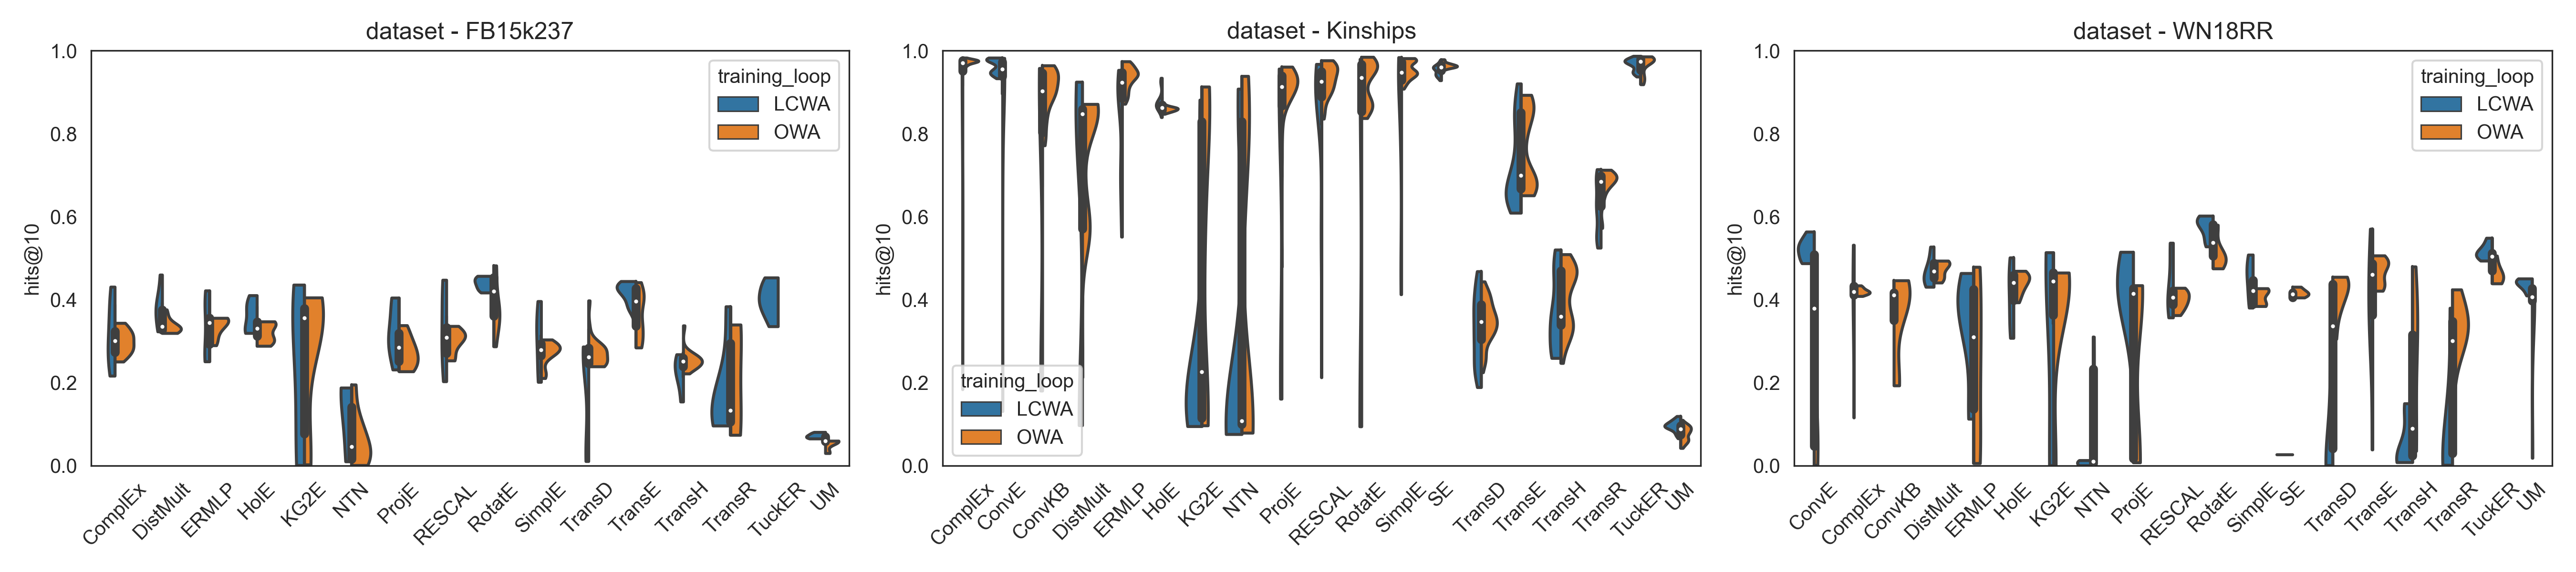 dataset - FB15k237
hits@10
1.0
0.8
0.6
0.4
0.2
0.0
training_loop
LCWA
OWA
ComplEx
DistMult
ERMLP
HolE
KG2E
NTN
ProjE
RESCAL
RotatE
SimplE
TransD
TransE
TransH
TransR
TuckER
UM
dataset - Kinships
hits@10
1.0
0.8
0.6
0.4
0.2
0.0
training_loop
LCWA
OWA
ComplEx
ConvE
ConvKB
DistMult
ERMLP
HolE
KG2E
NTN
ProjE
RESCAL
RotatE
SimplE
SE
TransD
TransE
TransH
TransR
TuckER
UM
dataset - WN18RR
hits@10
1.0
0.8
0.6
0.4
0.2
0.0
training_loop
LCWA
OWA
ConvE
ComplEx
ConvKB
DistMult
ERMLP
HolE
KG2E
NTN
ProjE
RESCAL
RotatE
SimplE
SE
TransD
TransE
TransH
TransR
TuckER
UM